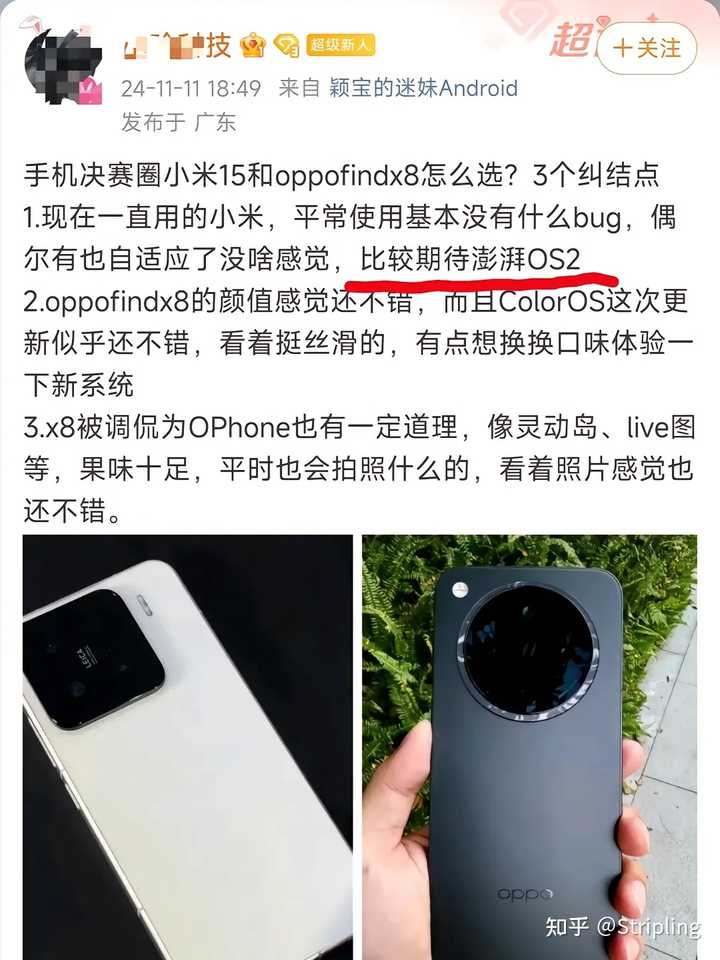 技 超级新人
超
＋关注
24-11-11 18:49 来自 颖宝的迷妹Android
发布于 广东
手机决赛圈小米15和oppofindx8怎么选？3个纠结点
1.现在一直用的小米，平常使用基本没有什么bug，偶
尔有也自适应了没啥感觉，比较期待澎湃OS2
2.oppofindx8的颜值感觉还不错，而且ColorOS这次更
新似乎还不错，看着挺丝滑的，有点想换换口味体验一
下新系统
3.x8被调侃为OPhone也有一定道理，像灵动岛、live图
等，果味十足，平时也会拍照什么的，看着照片感觉也
还不错。
LEICA
oppo
知乎 @Stripling